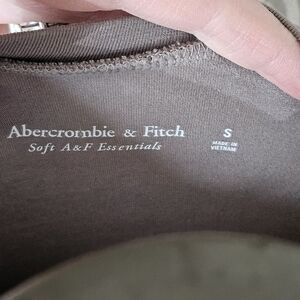 Abercrombie & Fitch
Soft A&F Essentials
S
MADE IN
VIETNAM